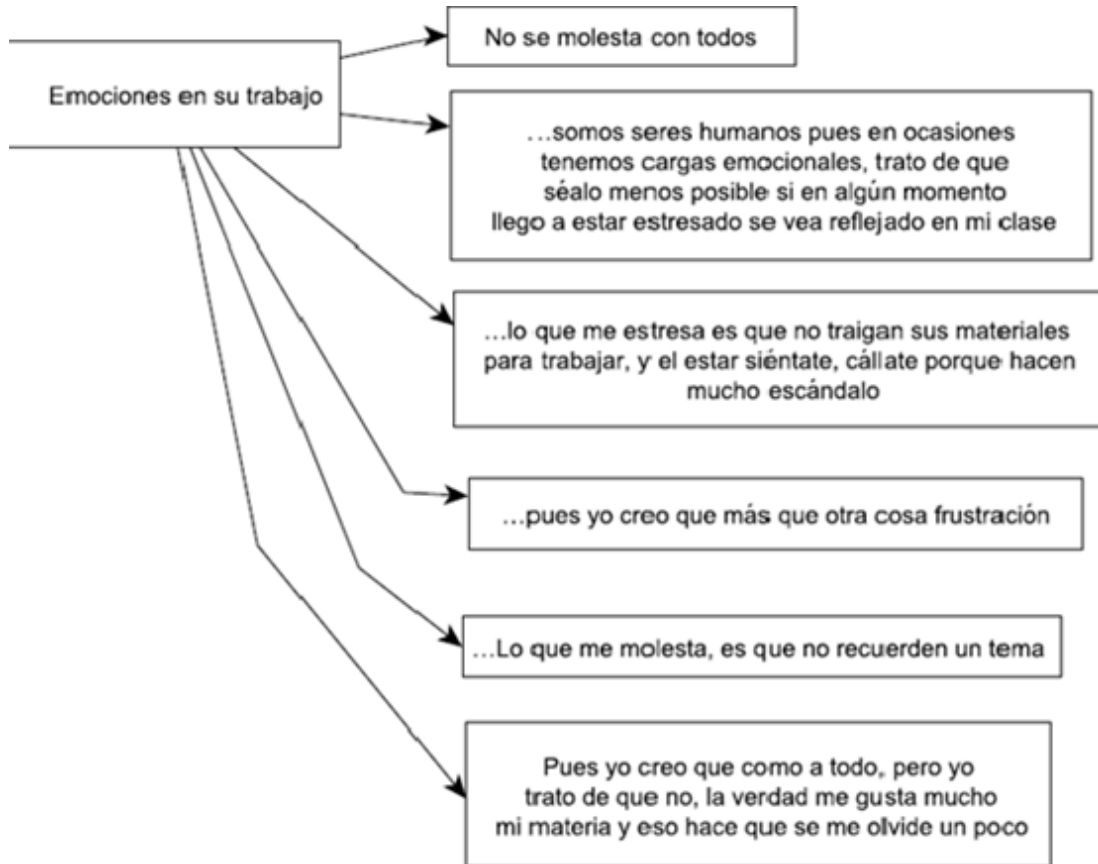 No se molesta con todos
Emociones en su trabajo
…somos seres humanos pues en ocasiones
tenemos cargas emocionales, trato de que
séalo menos posible si en algún momento
llego a estar estresado se vea reflejado en mi clase
…lo que me estresa es que no traigan sus materiales
para trabajar, y el estar siéntate, cállate porque hacen
mucho escándalo
…pues yo creo que más que otra cosa frustración
…Lo que me molesta, es que no recuerden un tema
Pues yo creo que como a todo, pero yo
trato de que no, la verdad me gusta mucho
mi materia y eso hace que se me olvide un poco